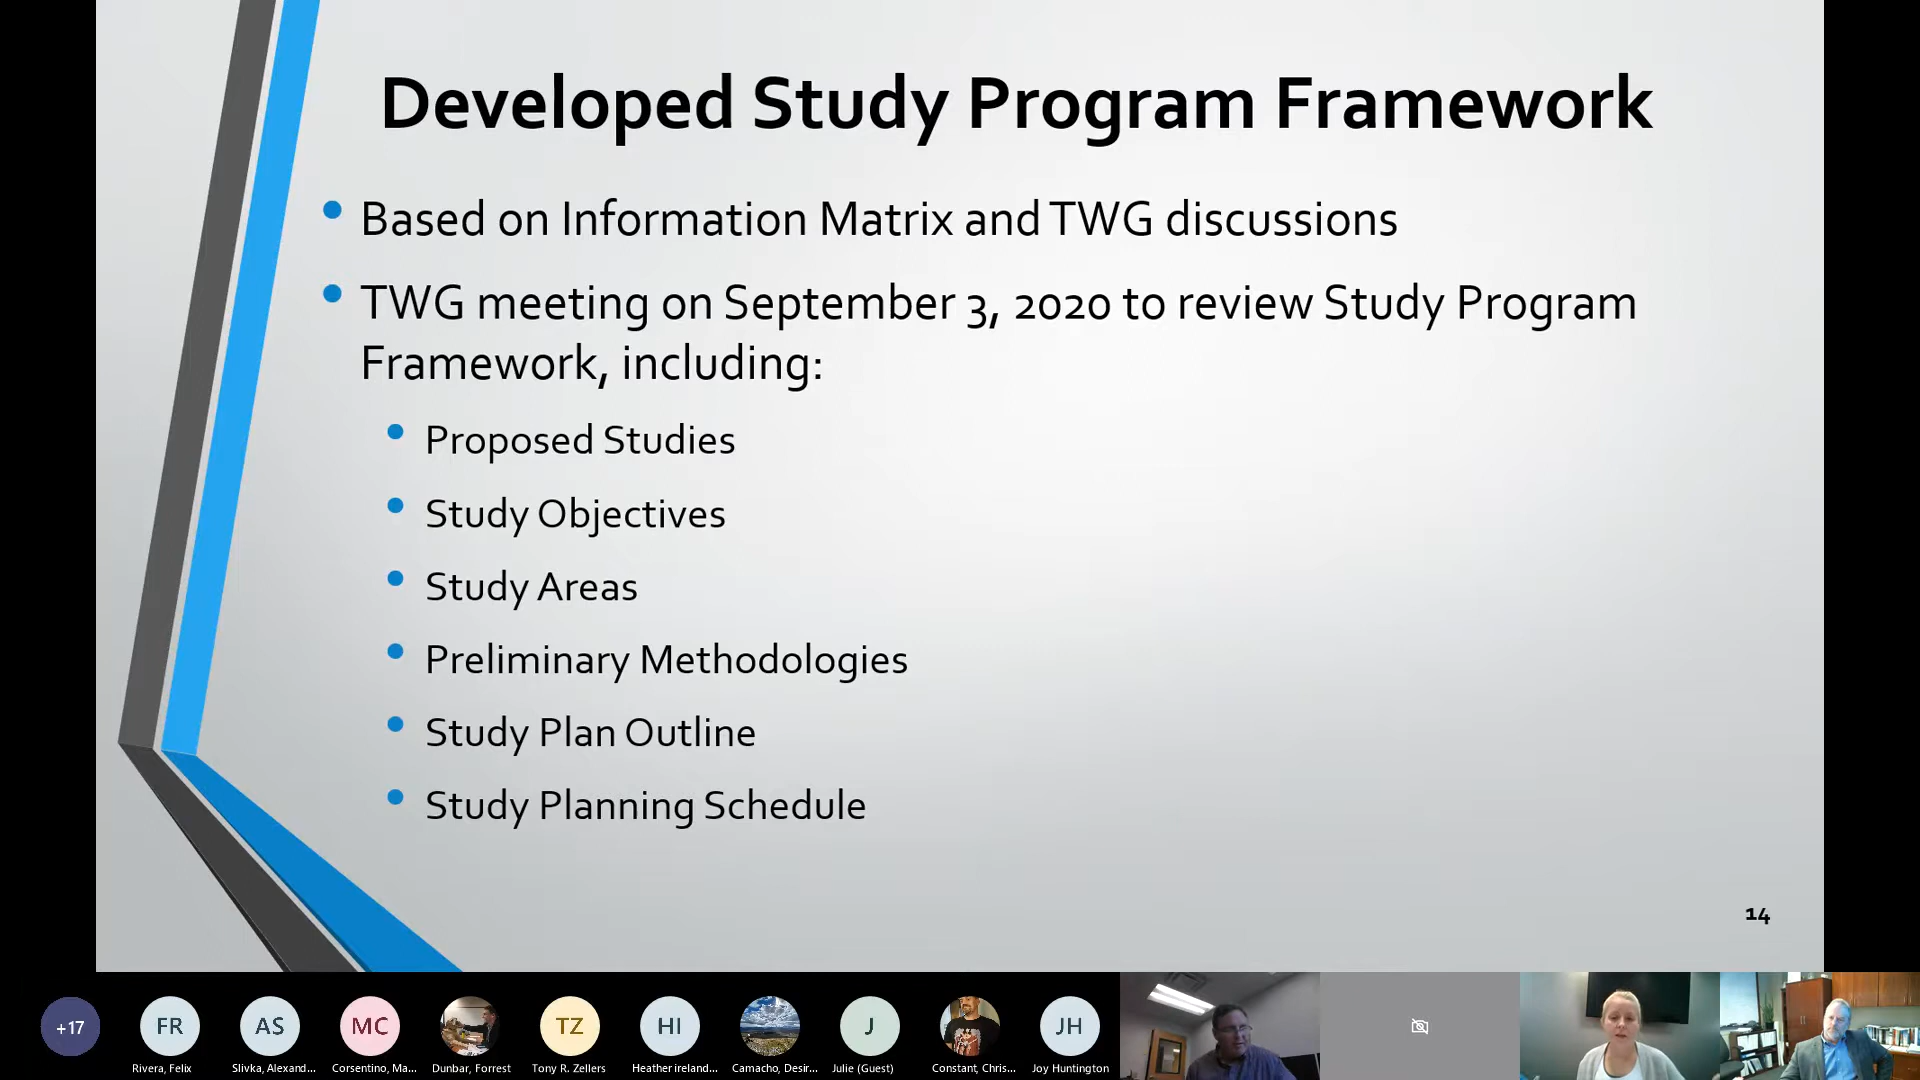 Developed Study Program Framework
• Based on Information Matrix and TWG discussions
• TWG meeting on September 3, 2020 to review Study Program
Framework, including:
• Proposed Studies
• Study Objectives
• Study Areas
• Preliminary Methodologies
• Study Plan Outline
• Study Planning Schedule
14
+17
FR
AS
MC
TZ
HI
J
JH
Rivera, Felix
Slivka, Alexand...
Corsentino, Ma...
Dunbar, Forrest
Tony R. Zellers
Heather ireland...
Camacho, Desir...
Julie (Guest)
Constant, Chris...
Joy Huntington